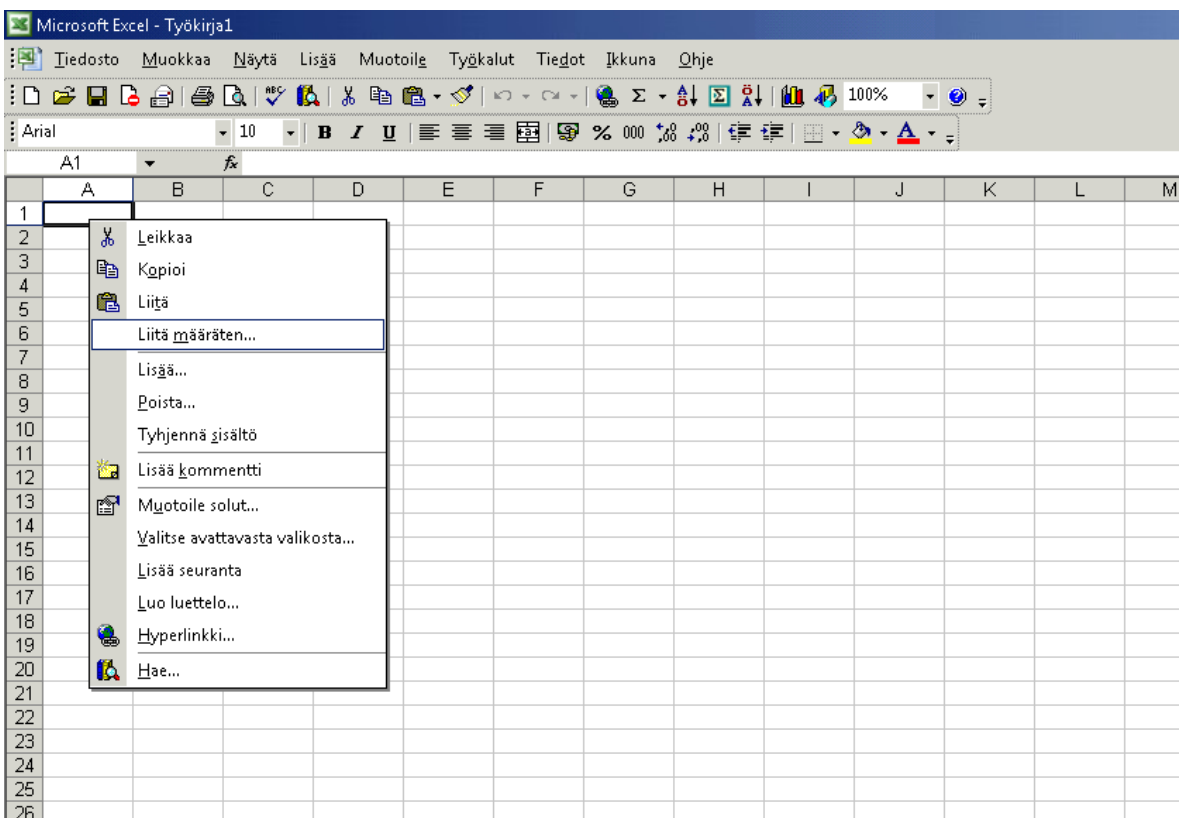 Microsoft Excel - Työkirja1
Tiedosto Muokkaa Näytä Lisää Muotoile Työkalut Tiedot Ikkuna Ohje
ABC Σ 100%
Arial 10 B I U % 000
A1 fx
A B C D E F G H I J K L M
1
2
3
4
5
6
7
8
9
10
11
12
13
14
15
16
17
18
19
20
21
22
23
24
25
26
Leikkaa
Kopioi
Liitä
Liitä määräten...
Lisää...
Poista...
Tyhjennä sisältö
Lisää kommentti
Muotoile solut...
Valitse avattavasta valikosta...
Lisää seuranta
Luo luettelo...
Hyperlinkki...
Hae...